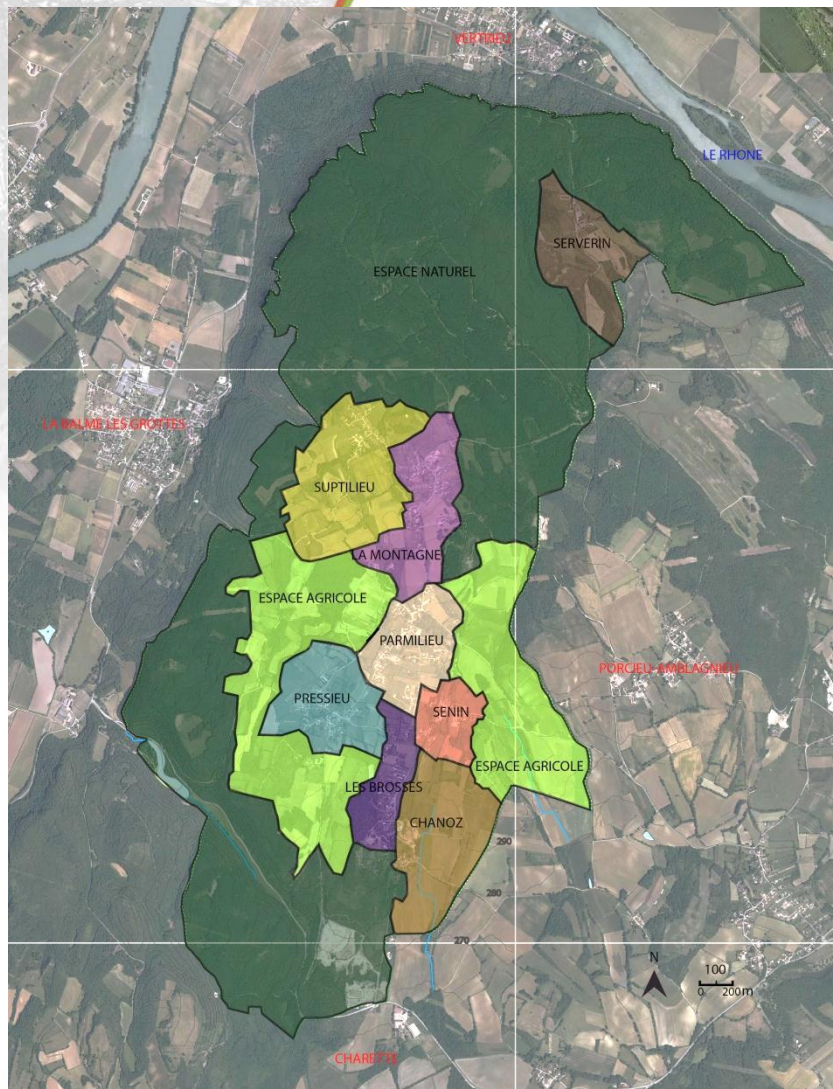 VERTRIEU
LE RHONE
SERVERIN
ESPACE NATUREL
LA BALME LES GROTTES
SUPTILIEU
LA MONTAGNE
ESPACE AGRICOLE
PARMILIEU
PORCIEU-AMBLAGNIEU
PRESSIEU
SENIN
ESPACE AGRICOLE
LES BROSSES
CHANOZ
290
280
270
N
100
0 200m
CHARETTE